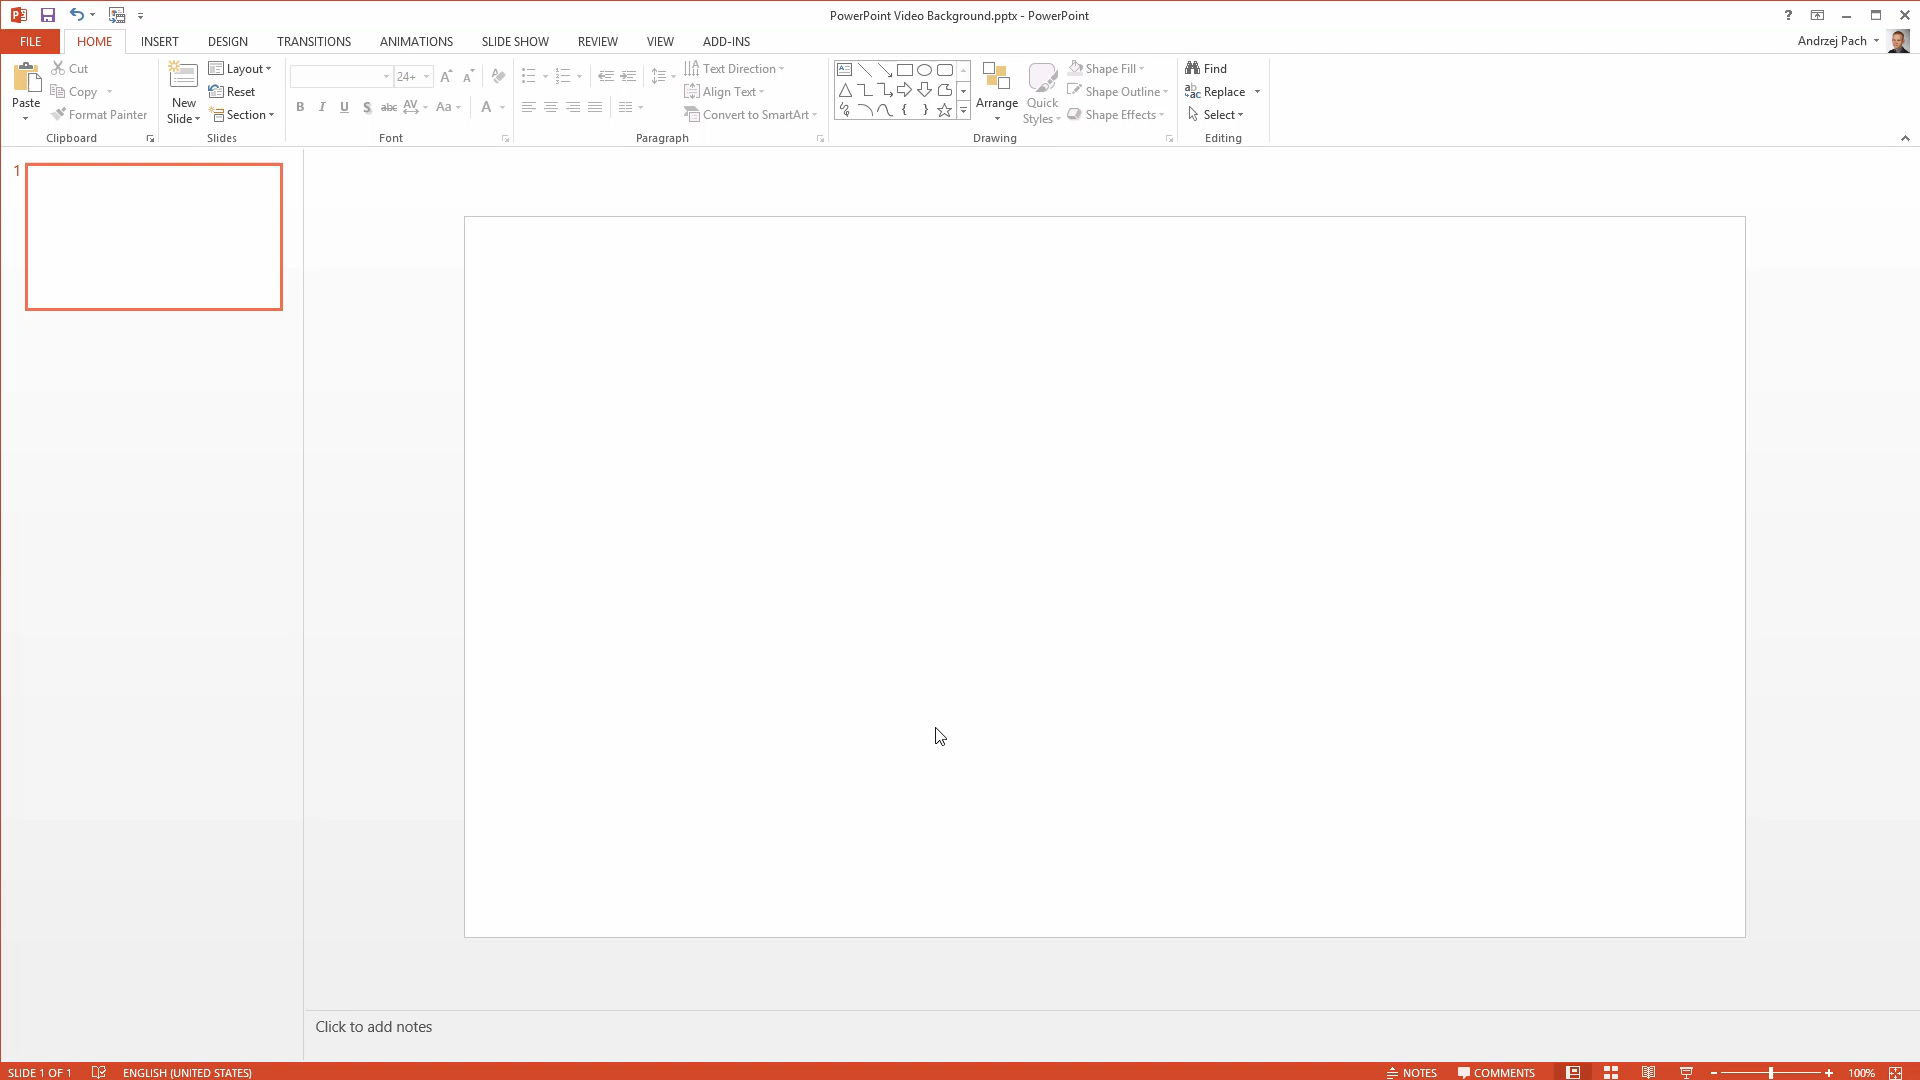 PowerPoint Video Background.pptx - PowerPoint
FILE HOME INSERT DESIGN TRANSITIONS ANIMATIONS SLIDE SHOW REVIEW VIEW ADD-INS Andrzej Pach
Paste
Cut
Copy
Format Painter
Clipboard
New
Slide
Layout
Reset
Section
Slides
24+
B I U S abc AV Aa A
Font
Text Direction
Align Text
Convert to SmartArt
Paragraph
Arrange
Quick
Styles
Shape Fill
Shape Outline
Shape Effects
Drawing
Find
Replace
Select
Editing
1
Click to add notes
SLIDE 1 OF 1 ENGLISH (UNITED STATES) NOTES COMMENTS 100%